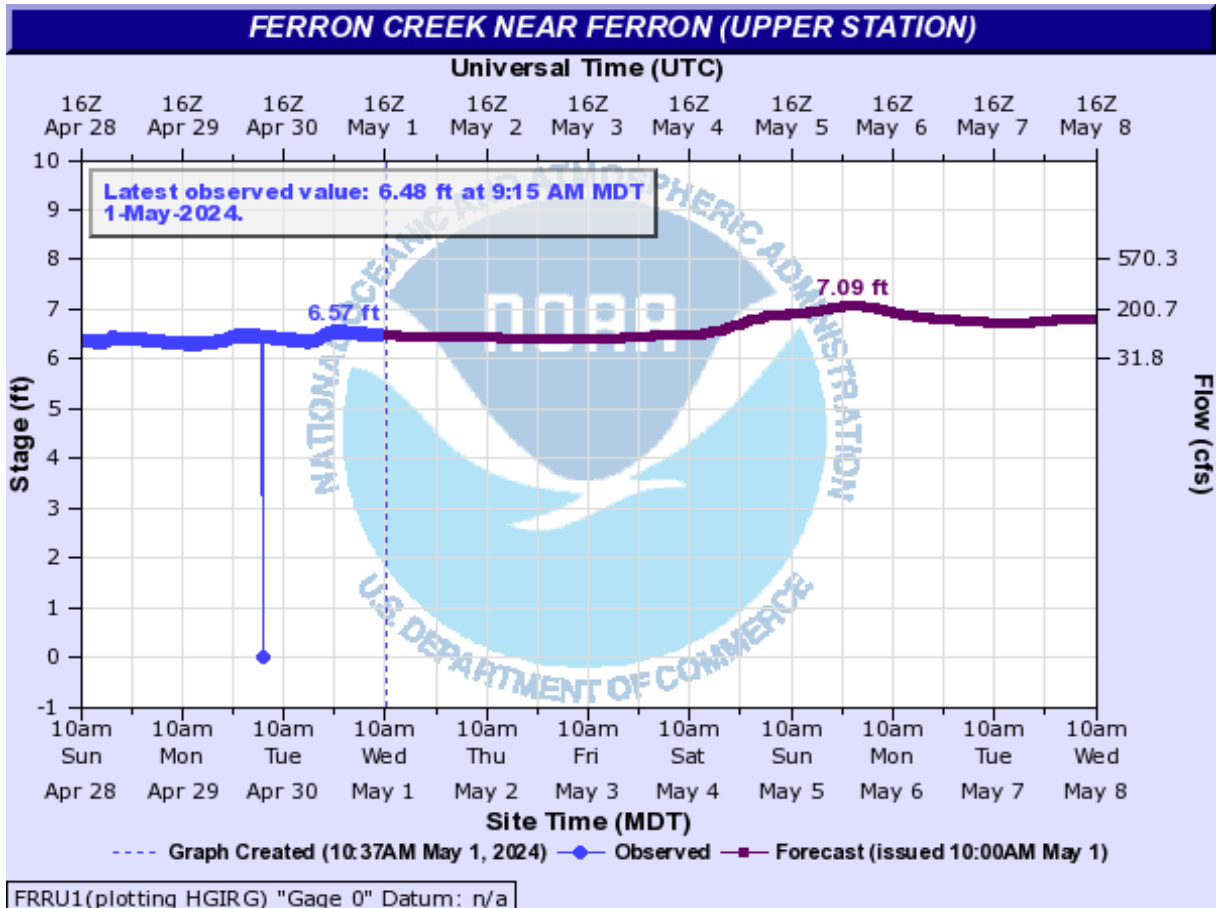 FERRON CREEK NEAR FERRON (UPPER STATION)
Universal Time (UTC)
16Z 16Z 16Z 16Z 16Z 16Z 16Z 16Z 16Z 16Z 16Z
Apr 28 Apr 29 Apr 30 May 1 May 2 May 3 May 4 May 5 May 6 May 7 May 8
10
Latest observed value: 6.48 ft at 9:15 AM MDT
1-May-2024.
9
8
7
6
5
4
3
2
1
0
-1
Stage (ft)
6.57 ft
7.09 ft
570.3
200.7
31.8
Flow (cfs)
NATIONAL OCEANIC AND ATMOSPHERIC ADMINISTRATION
NOAA
U.S. DEPARTMENT OF COMMERCE
10am 10am 10am 10am 10am 10am 10am 10am 10am 10am 10am
Sun Mon Tue Wed Thu Fri Sat Sun Mon Tue Wed
Apr 28 Apr 29 Apr 30 May 1 May 2 May 3 May 4 May 5 May 6 May 7 May 8
Site Time (MDT)
Graph Created (10:37AM May 1, 2024) Observed Forecast (issued 10:00AM May 1)
FRRU1(plotting HGIRG) "Gage 0" Datum: n/a